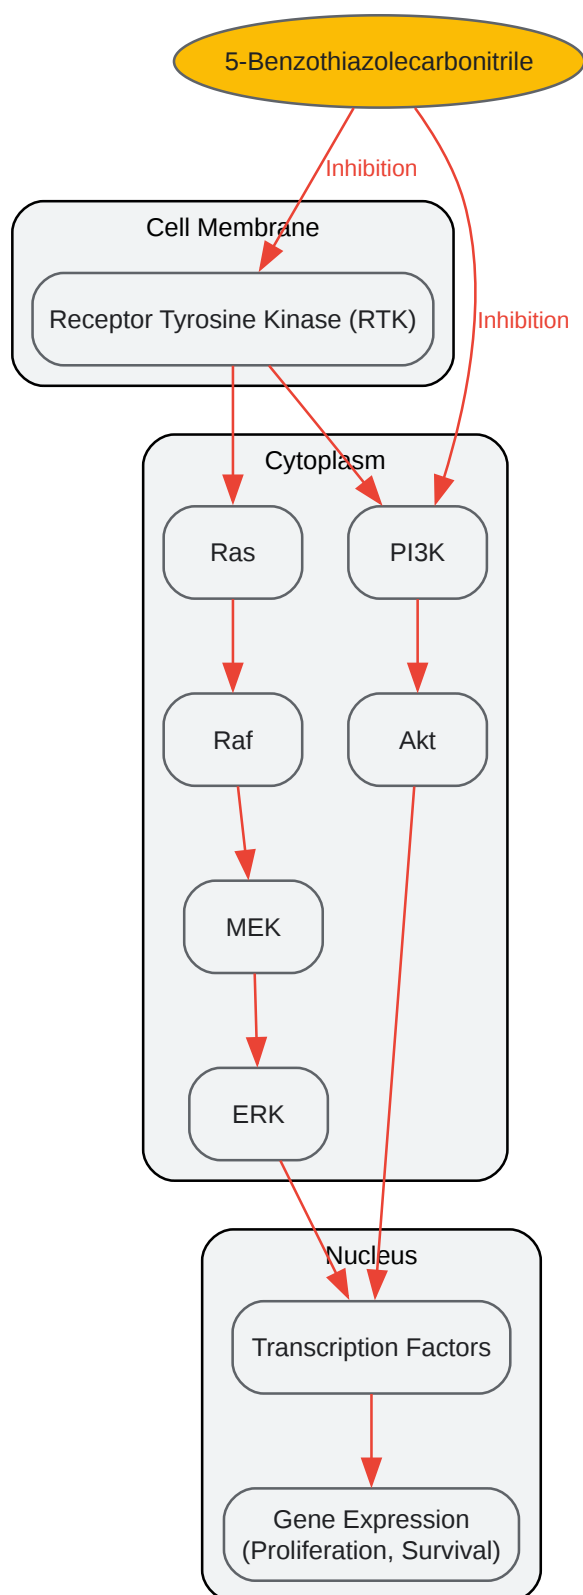 5-Benzothiazolecarbonitrile
Inhibition
Cell Membrane
Receptor Tyrosine Kinase (RTK)
Inhibition
Cytoplasm
Ras
PI3K
Raf
Akt
MEK
ERK
Nucleus
Transcription Factors
Gene Expression
(Proliferation, Survival)